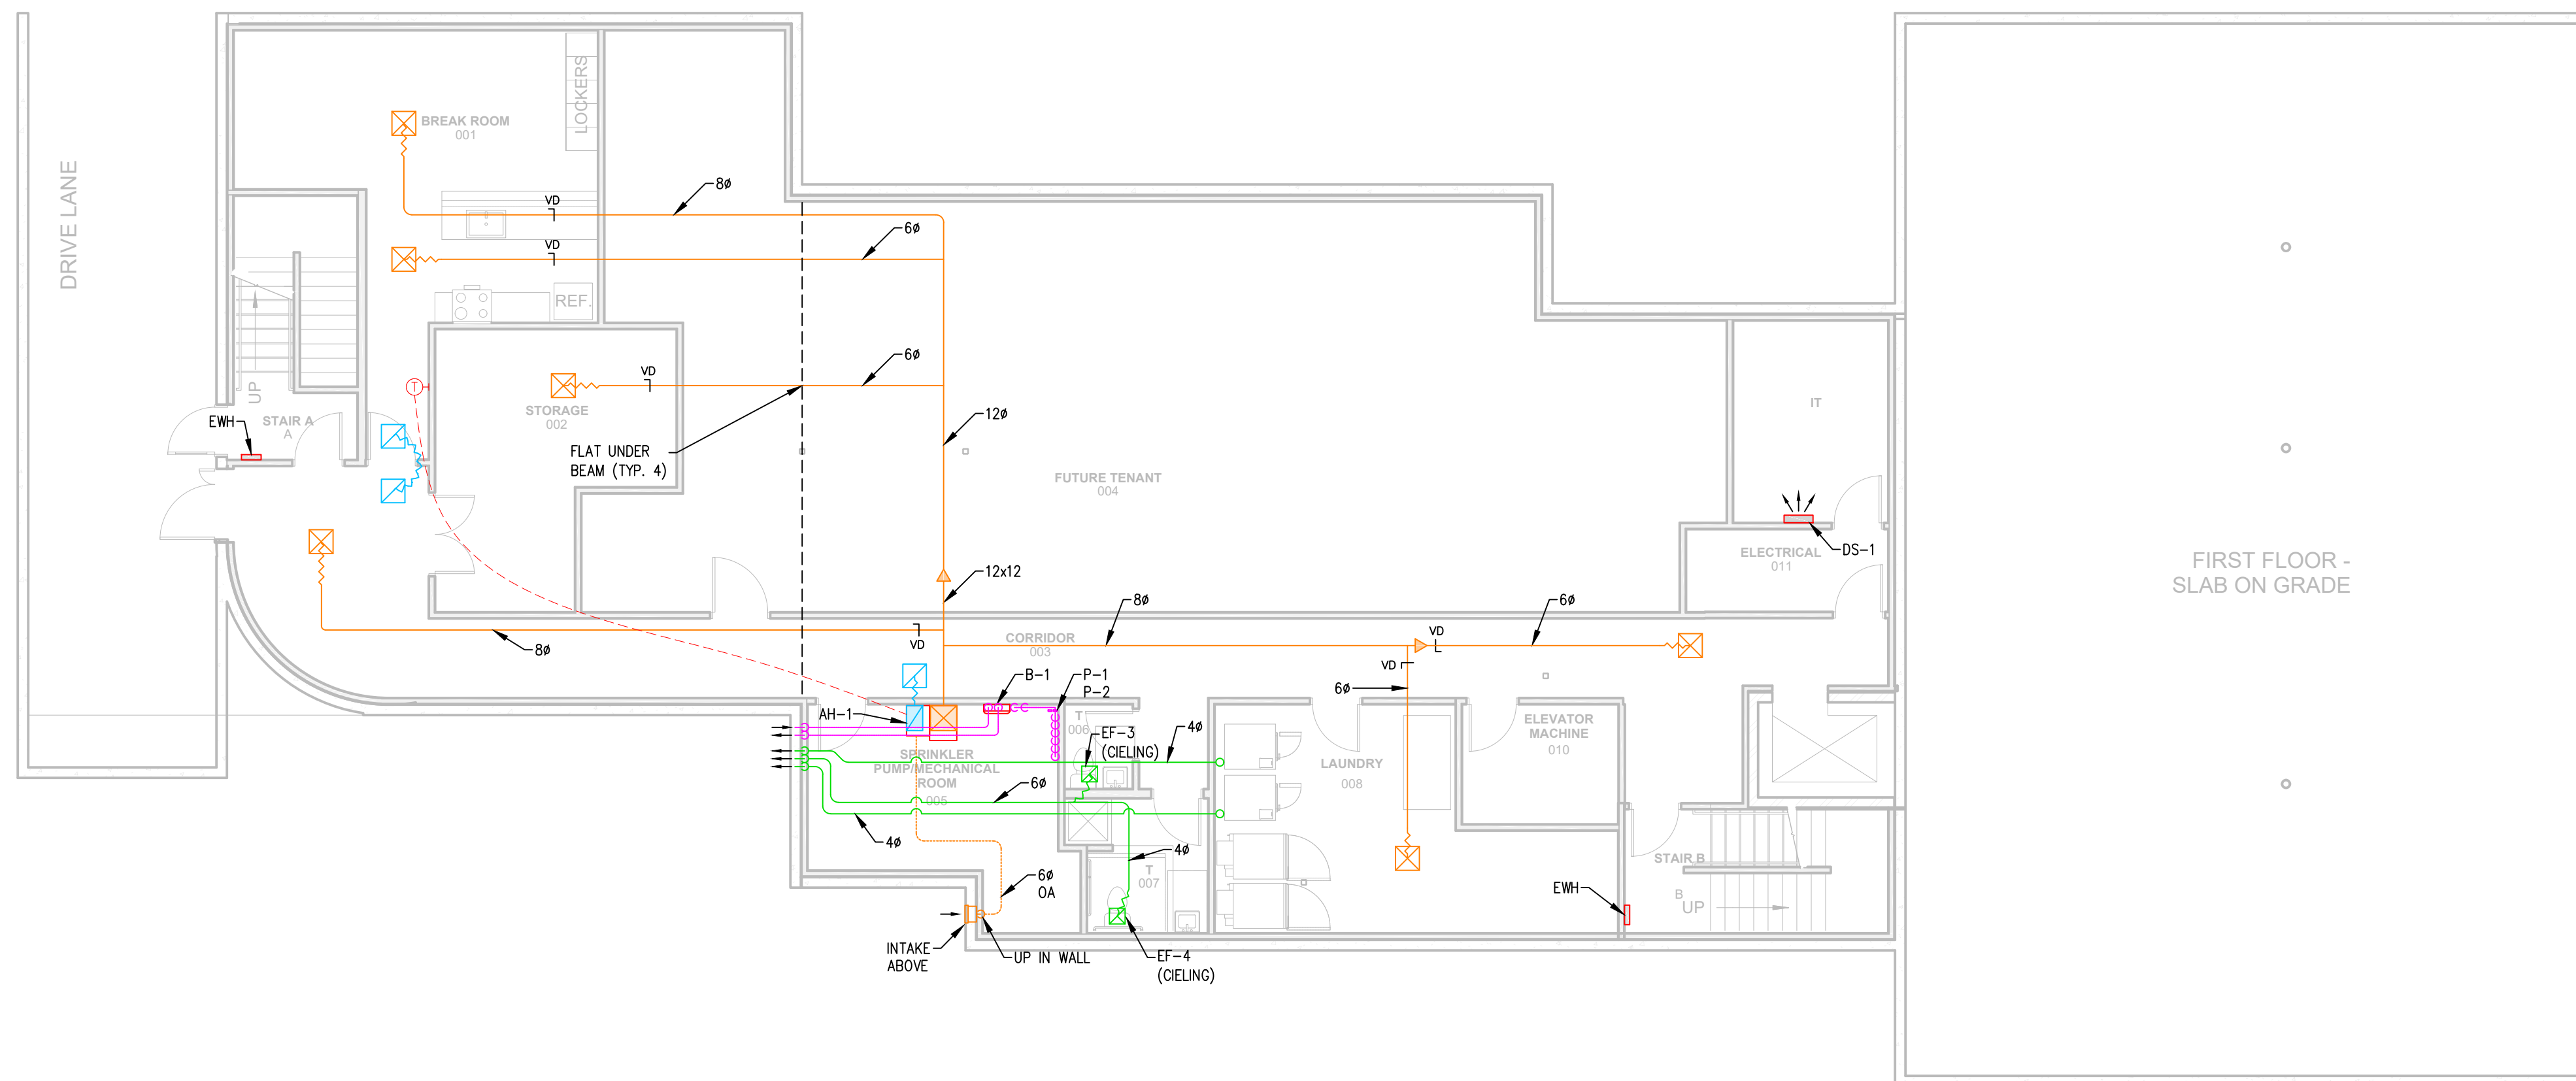 DRIVE LANE
BREAK ROOM
001
LOCKERS
8ø
VD
6ø
VD
REF.
6ø
VD
STORAGE
002
UP
STAIR A
A
EWH
T
12ø
IT
FLAT UNDER
BEAM (TYP. 4)
FUTURE TENANT
004
ELECTRICAL
011
DS-1
FIRST FLOOR -
SLAB ON GRADE
12x12
8ø
6ø
8ø
VD
CORRIDOR
003
VD
VD
6ø
B-1
P-1
P-2
AH-1
T
006
EF-3
(CIELING)
4ø
ELEVATOR
MACHINE
010
SPRINKLER
PUMP/MECHANICAL
ROOM
005
LAUNDRY
008
6ø
4ø
4ø
6ø
OA
T
007
STAIR B
B
UP
EWH
INTAKE
ABOVE
UP IN WALL
EF-4
(CIELING)